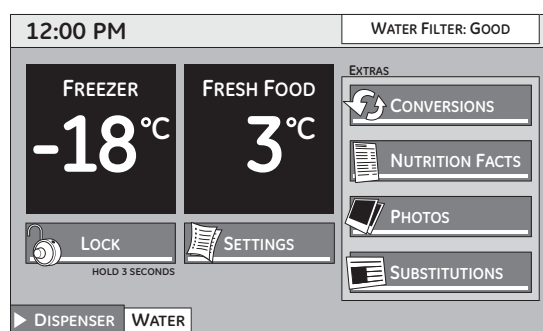 12:00 PM
WATER FILTER: GOOD
FREEZER
-18°C
FRESH FOOD
3°C
EXTRAS
CONVERSIONS
NUTRITION FACTS
PHOTOS
SUBSTITUTIONS
LOCK
HOLD 3 SECONDS
SETTINGS
DISPENSER
WATER